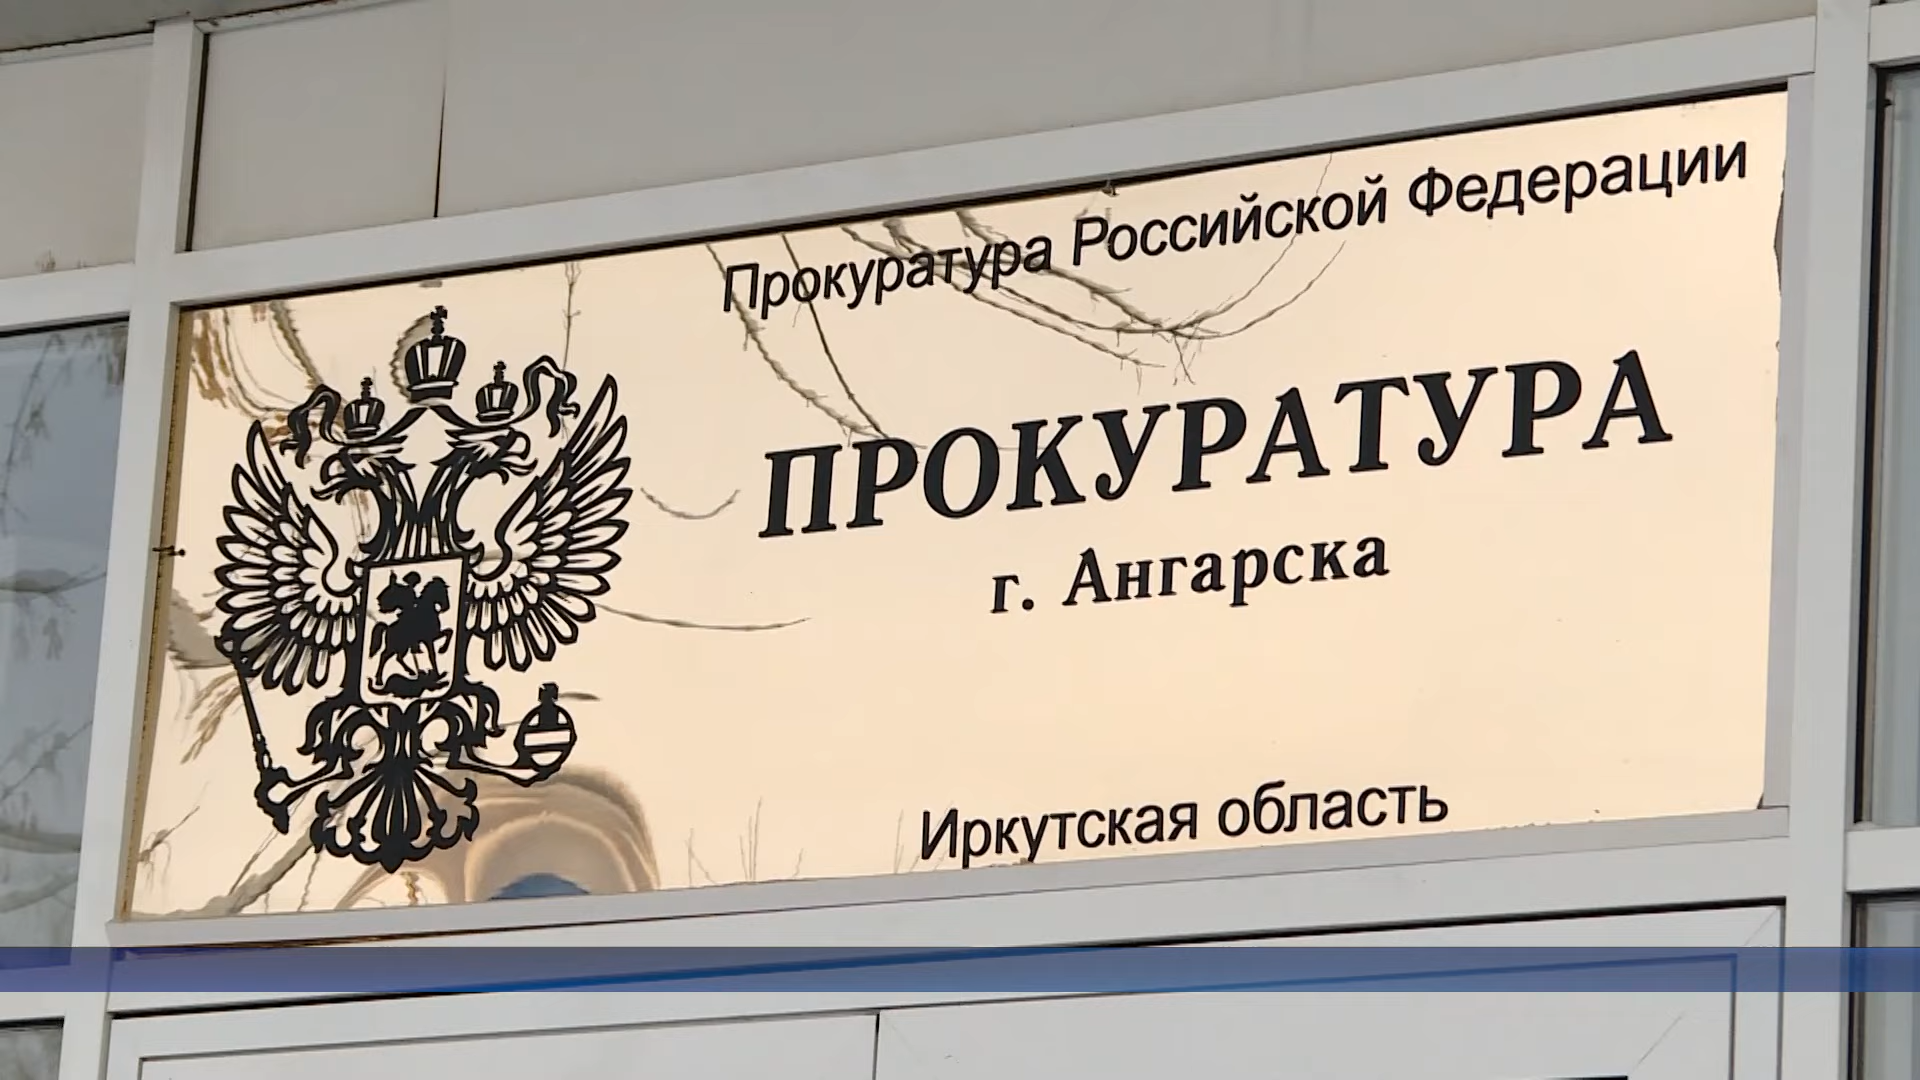 Прокуратура Российской Федерации
ПРОКУРАТУРА
г. Ангарска
Иркутская область